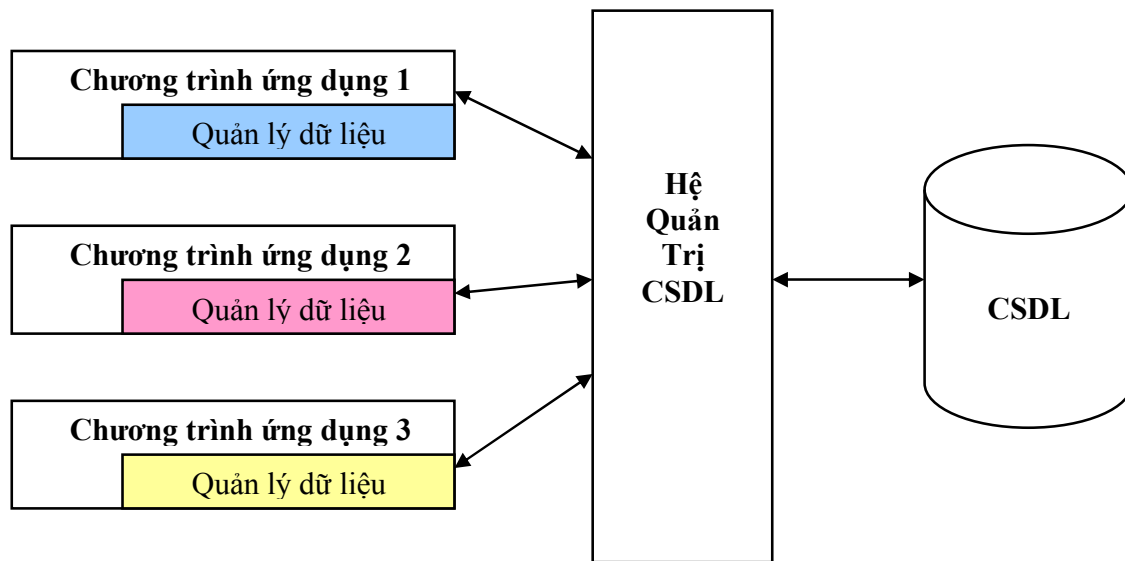 Chương trình ứng dụng 1
Quản lý dữ liệu
Chương trình ứng dụng 2
Quản lý dữ liệu
Chương trình ứng dụng 3
Quản lý dữ liệu
Hệ
Quản
Trị
CSDL
CSDL